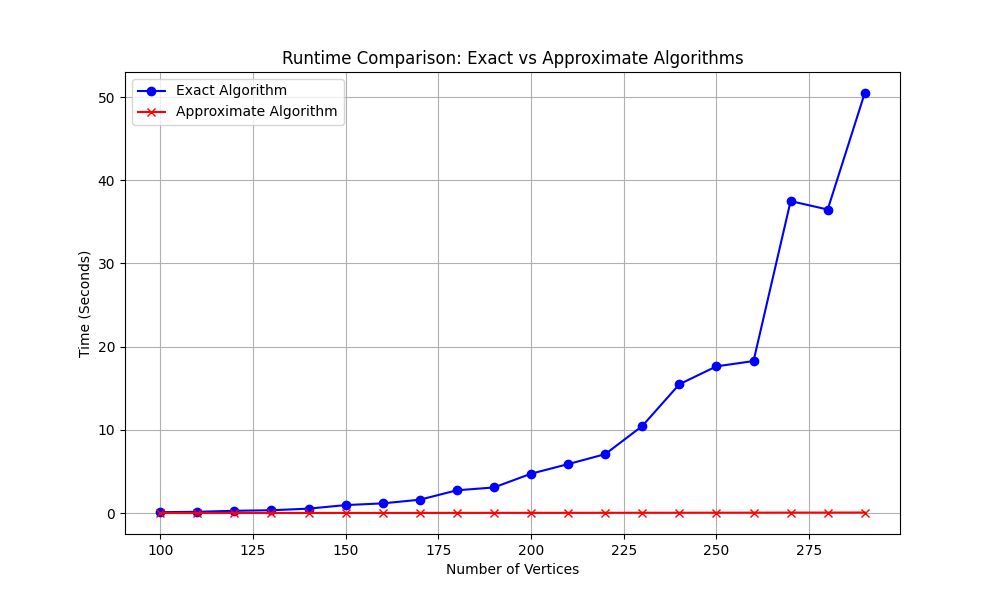 Runtime Comparison: Exact vs Approximate Algorithms
Exact Algorithm
Approximate Algorithm
Time (Seconds)
50
40
30
20
10
0
100 125 150 175 200 225 250 275
Number of Vertices